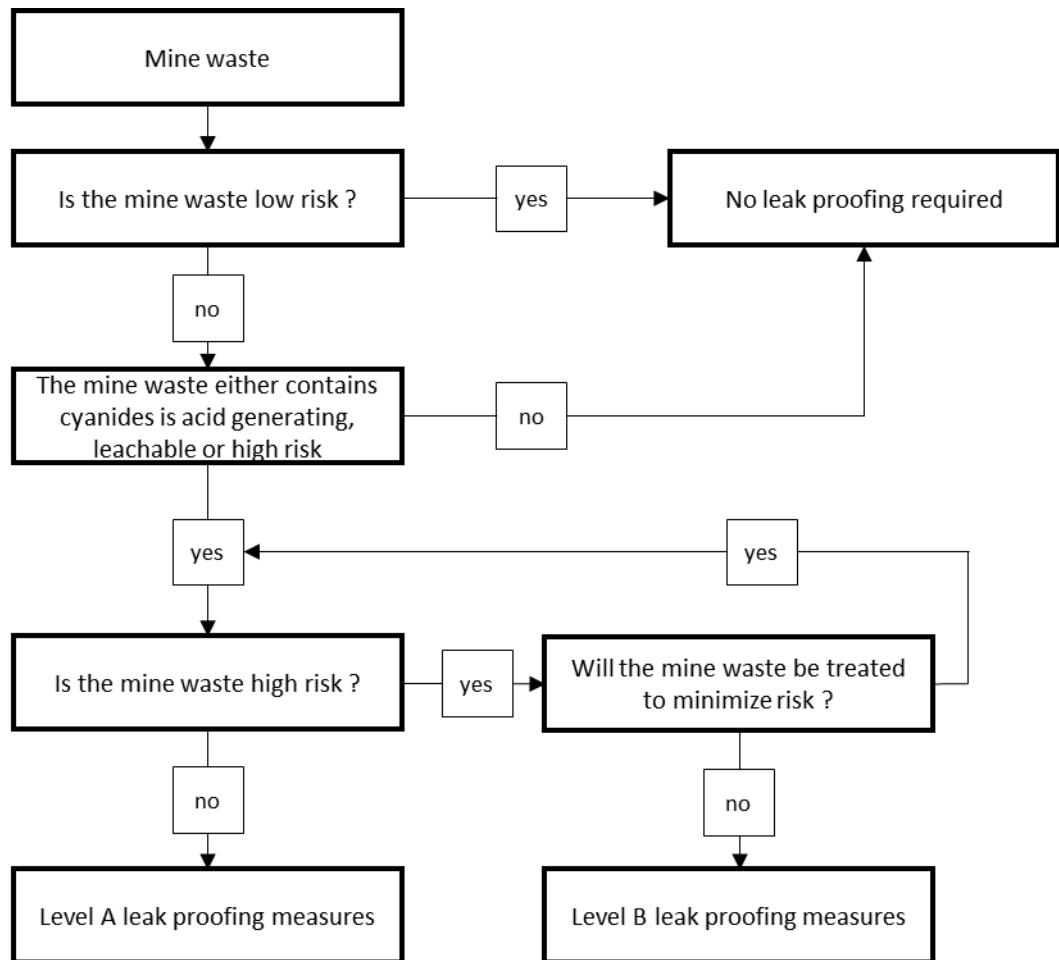 Mine waste
Is the mine waste low risk ?
yes
No leak proofing required
no
The mine waste either contains
cyanides is acid generating,
leachable or high risk
no
yes
yes
Is the mine waste high risk ?
yes
Will the mine waste be treated
to minimize risk ?
no
no
Level A leak proofing measures
Level B leak proofing measures